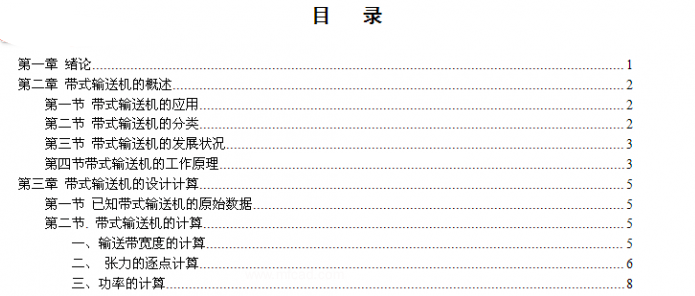 目 录
第一章 绪论 1
第二章 带式输送机的概述 2
第一节 带式输送机的应用 2
第二节 带式输送机的分类 2
第三节 带式输送机的发展状况 3
第四节带式输送机的工作原理 3
第三章 带式输送机的设计计算 5
第一节 已知带式输送机的原始数据 5
第二节. 带式输送机的计算 5
一、输送带宽度的计算 5
二、 张力的逐点计算 6
三、功率的计算 8